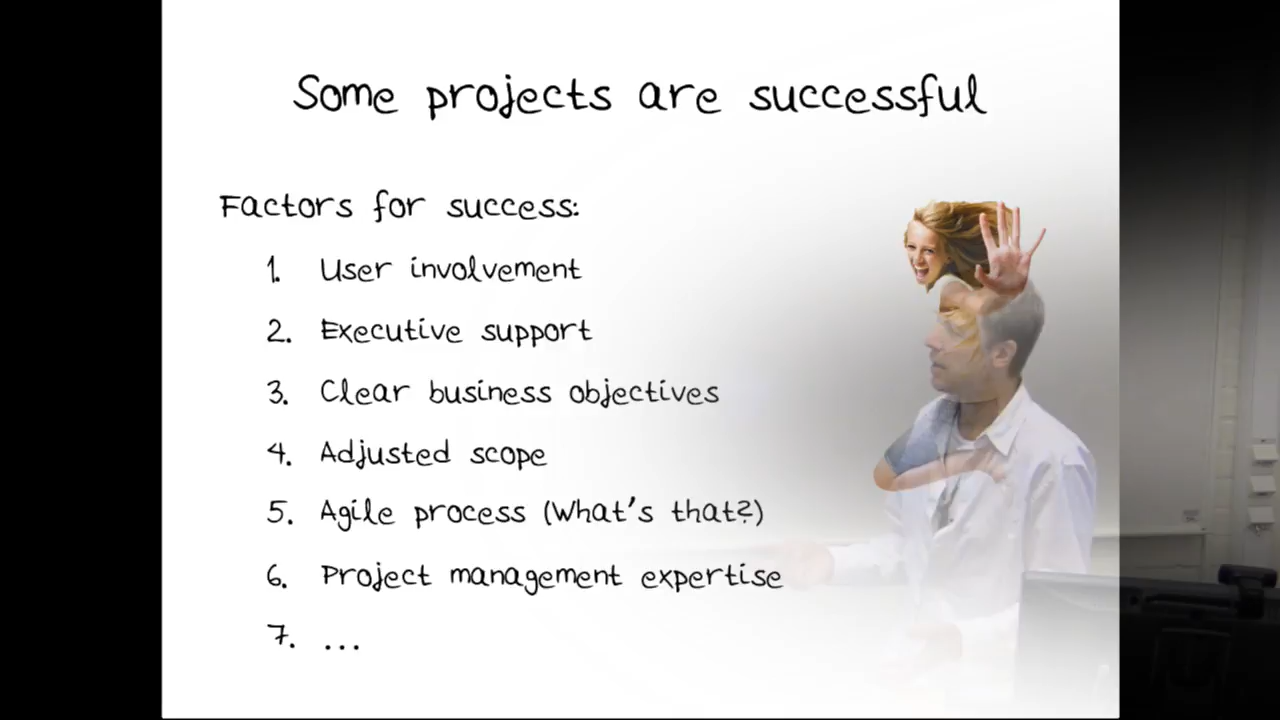 Some projects are successful
Factors for success:
1. User involvement
2. Executive support
3. Clear business objectives
4. Adjusted scope
5. Agile process (What's that?)
6. Project management expertise
7. ...